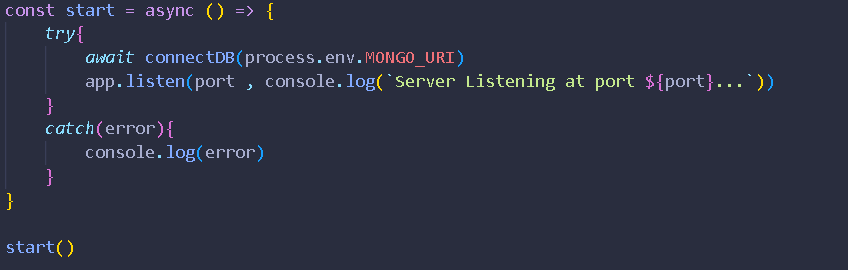 const start = async () => {
    try{
        await connectDB(process.env.MONGO_URI)
        app.listen(port , console.log(`Server Listening at port ${port}...`))
    }
    catch(error){
        console.log(error)
    }
}

start()